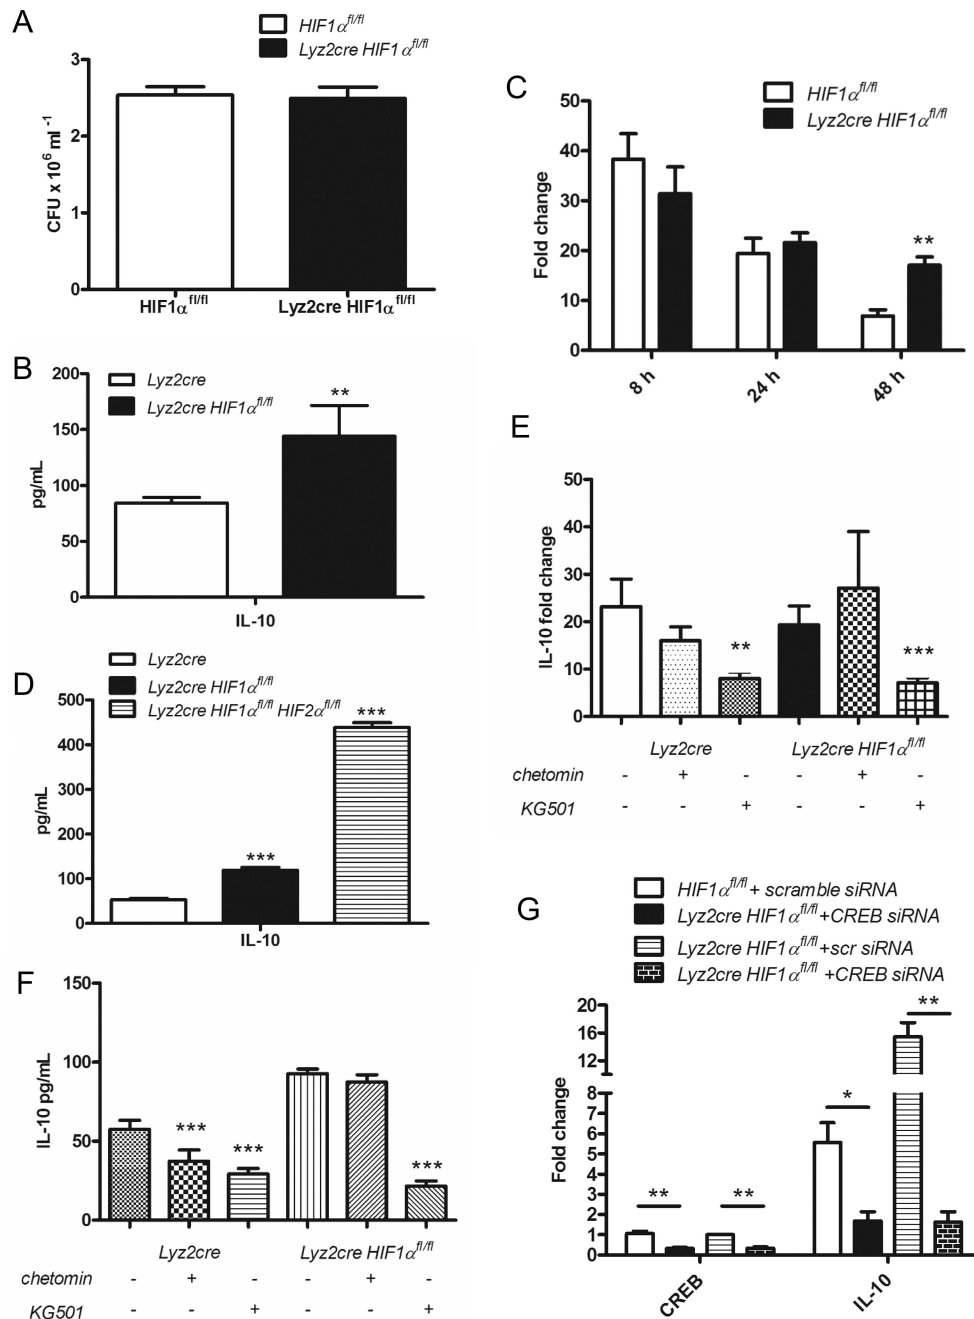 A
HIF1α fl/fl
Lyz2cre HIF1α fl/fl
CFU x 10 6 ml -1
3
2
1
0
HIF1α fl/fl
Lyz2cre HIF1α fl/fl
B
Lyz2cre
Lyz2cre HIF1α fl/fl
pg/mL
200
150
100
50
0
**
IL-10
C
HIF1α fl/fl
Lyz2cre HIF1α fl/fl
Fold change
50
40
30
20
10
0
**
8 h
24 h
48 h
D
Lyz2cre
Lyz2cre HIF1α fl/fl
Lyz2cre HIF1α fl/fl HIF2α fl/fl
pg/mL
500
400
300
200
100
0
***
***
IL-10
E
IL-10 fold change
50
40
30
20
10
0
**
***
Lyz2cre Lyz2cre HIF1α fl/fl
chetomin - + - - + -
KG501 - - + - - +
F
IL-10 pg/mL
150
100
50
0
***
***
***
Lyz2cre Lyz2cre HIF1α fl/fl
chetomin - + - - + -
KG501 - - + - - +
G
HIF1α fl/fl + scramble siRNA
Lyz2cre HIF1α fl/fl +CREB siRNA
Lyz2cre HIF1α fl/fl +scr siRNA
Lyz2cre HIF1α fl/fl +CREB siRNA
Fold change
20
16
12
8
7
6
5
4
3
2
1
0
**
**
*
**
CREB
IL-10